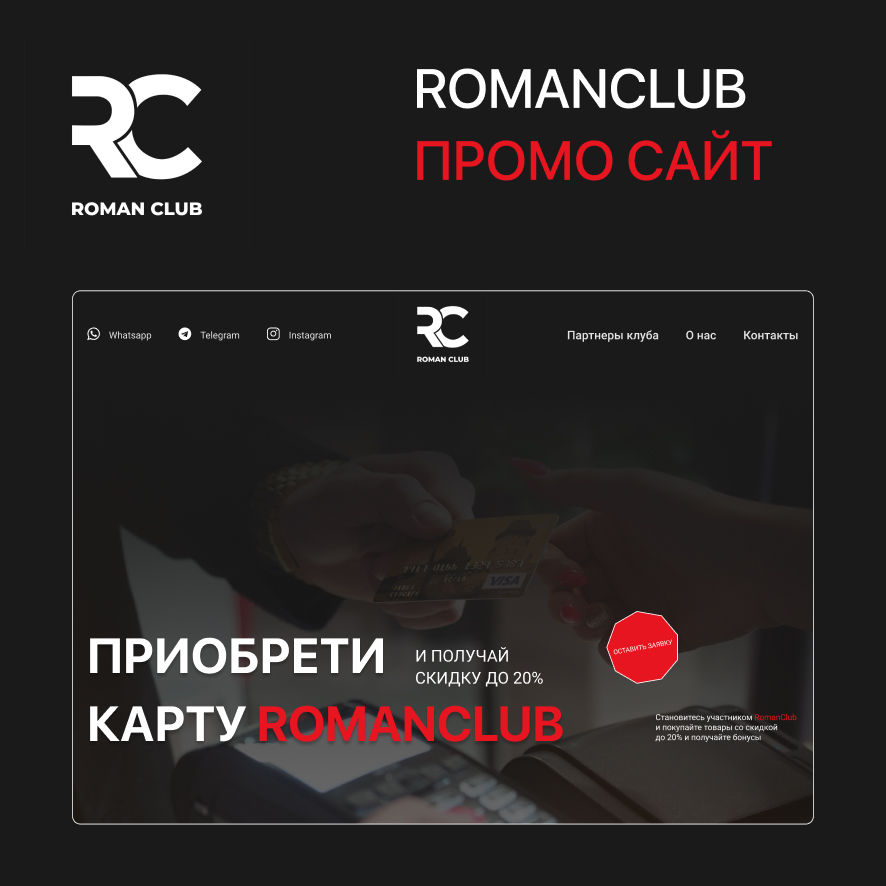 RC
ROMAN CLUB
ROMANCLUB
ПРОМО САЙТ
Whatsapp
Telegram
Instagram
RC
ROMAN CLUB
Партнеры клуба
О нас
Контакты
VISA
ПРИОБРЕТИ
КАРТУ ROMANCLUB
И ПОЛУЧАЙ
СКИДКУ ДО 20%
ОСТАВИТЬ ЗАЯВКУ
Становитесь участником RomanClub
и покупайте товары со скидкой
до 20% и получайте бонусы